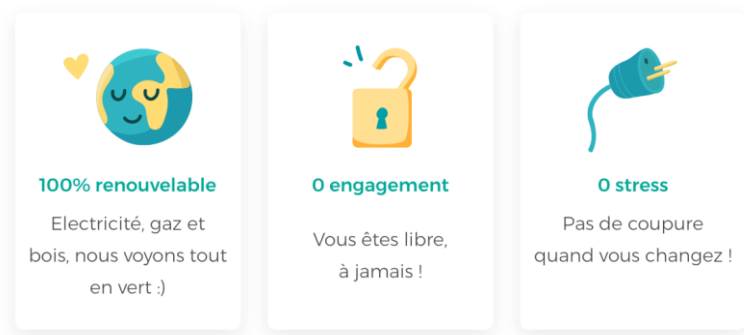 100% renouvelable
Electricité, gaz et
bois, nous voyons tout
en vert :)
0 engagement
Vous êtes libre,
à jamais !
0 stress
Pas de coupure
quand vous changez !